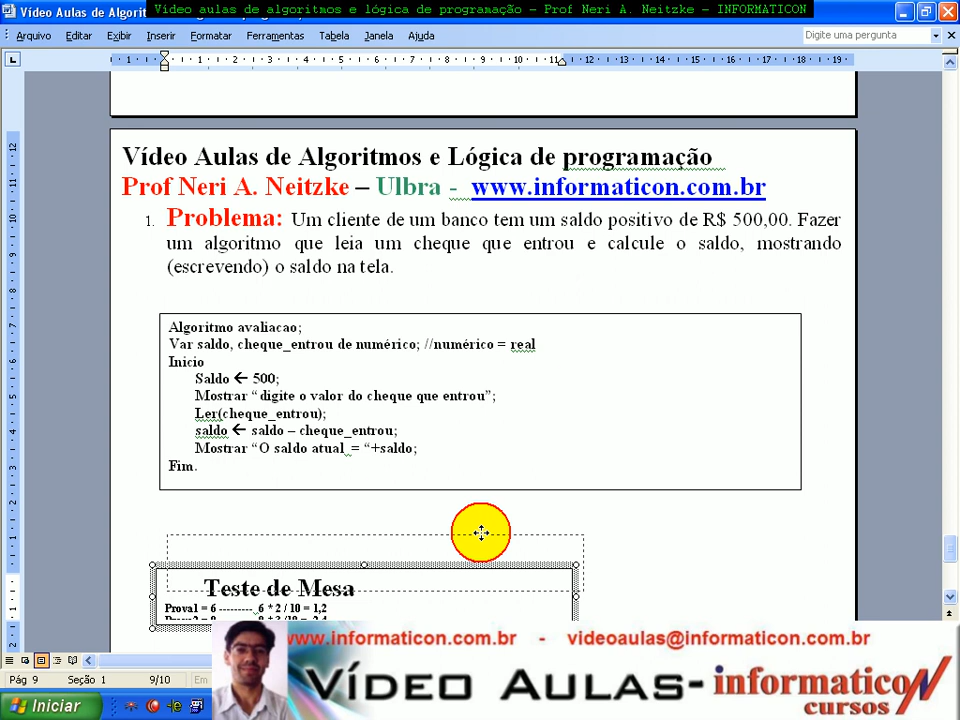 Vídeo Aulas de Algorit
Vídeo aulas de algoritmos e lógica de programação – Prof Neri A. Neitzke – INFORMATICON
Arquivo Editar Exibir Inserir Formatar Ferramentas Tabela Janela Ajuda
Digite uma pergunta
Vídeo Aulas de Algoritmos e Lógica de programação
Prof Neri A. Neitzke – Ulbra - www.informaticon.com.br
1. Problema: Um cliente de um banco tem um saldo positivo de R$ 500,00. Fazer
um algoritmo que leia um cheque que entrou e calcule o saldo, mostrando
(escrevendo) o saldo na tela.
Algoritmo avaliacao;
Var saldo, cheque_entrou de numérico; //numérico = real
Inicio
Saldo ← 500;
Mostrar “digite o valor do cheque que entrou”;
Ler(cheque_entrou);
saldo ← saldo – cheque_entrou;
Mostrar “O saldo atual = “+saldo;
Fim.
Teste de Mesa
Prova1 = 6 --------- 6 * 2 / 10 = 1,2
www.informaticon.com.br - videoaulas@informaticon.com.br
Vídeo Aulas- informaticon
cursos
Pág 9 Seção 1 9/10 Em
Iniciar